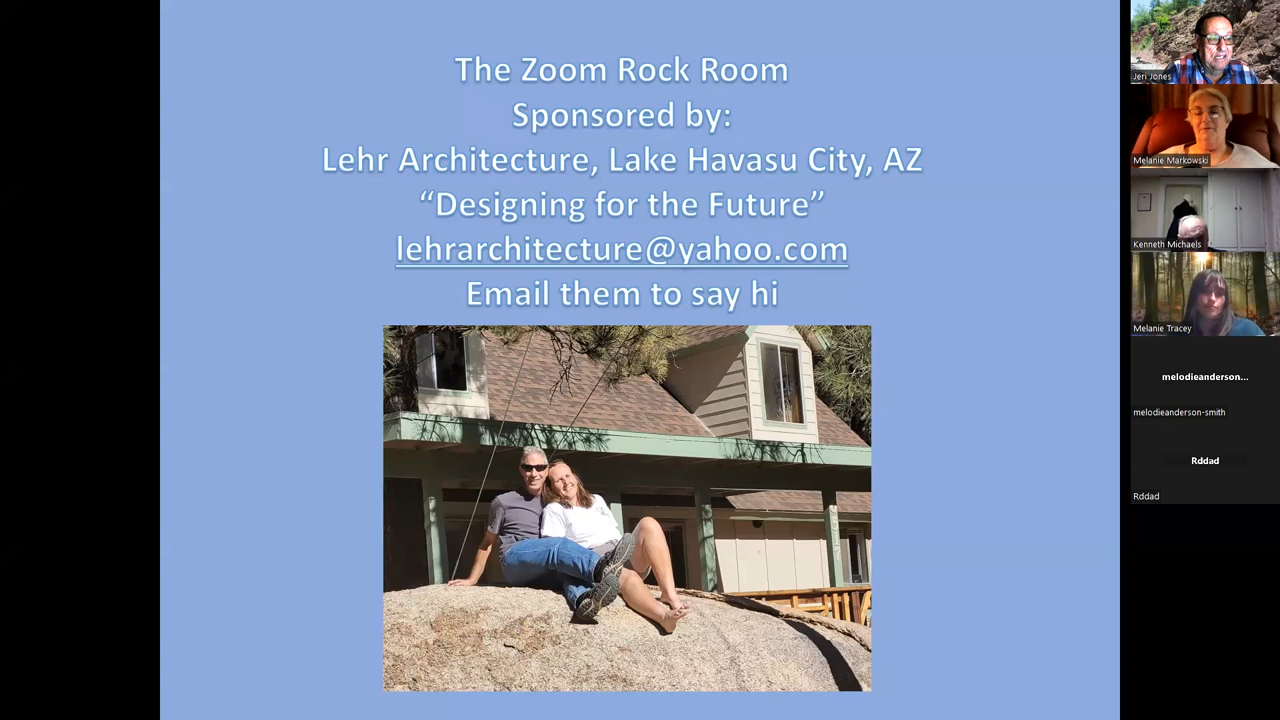 The Zoom Rock Room
Sponsored by:
Lehr Architecture, Lake Havasu City, AZ
“Designing for the Future”
lehrarchitecture@yahoo.com
Email them to say hi
Jeri Jones
Melanie Markowski
Kenneth Michaels
Melanie Tracey
melodieanderson...
melodieanderson-smith
Rddad
Rddad